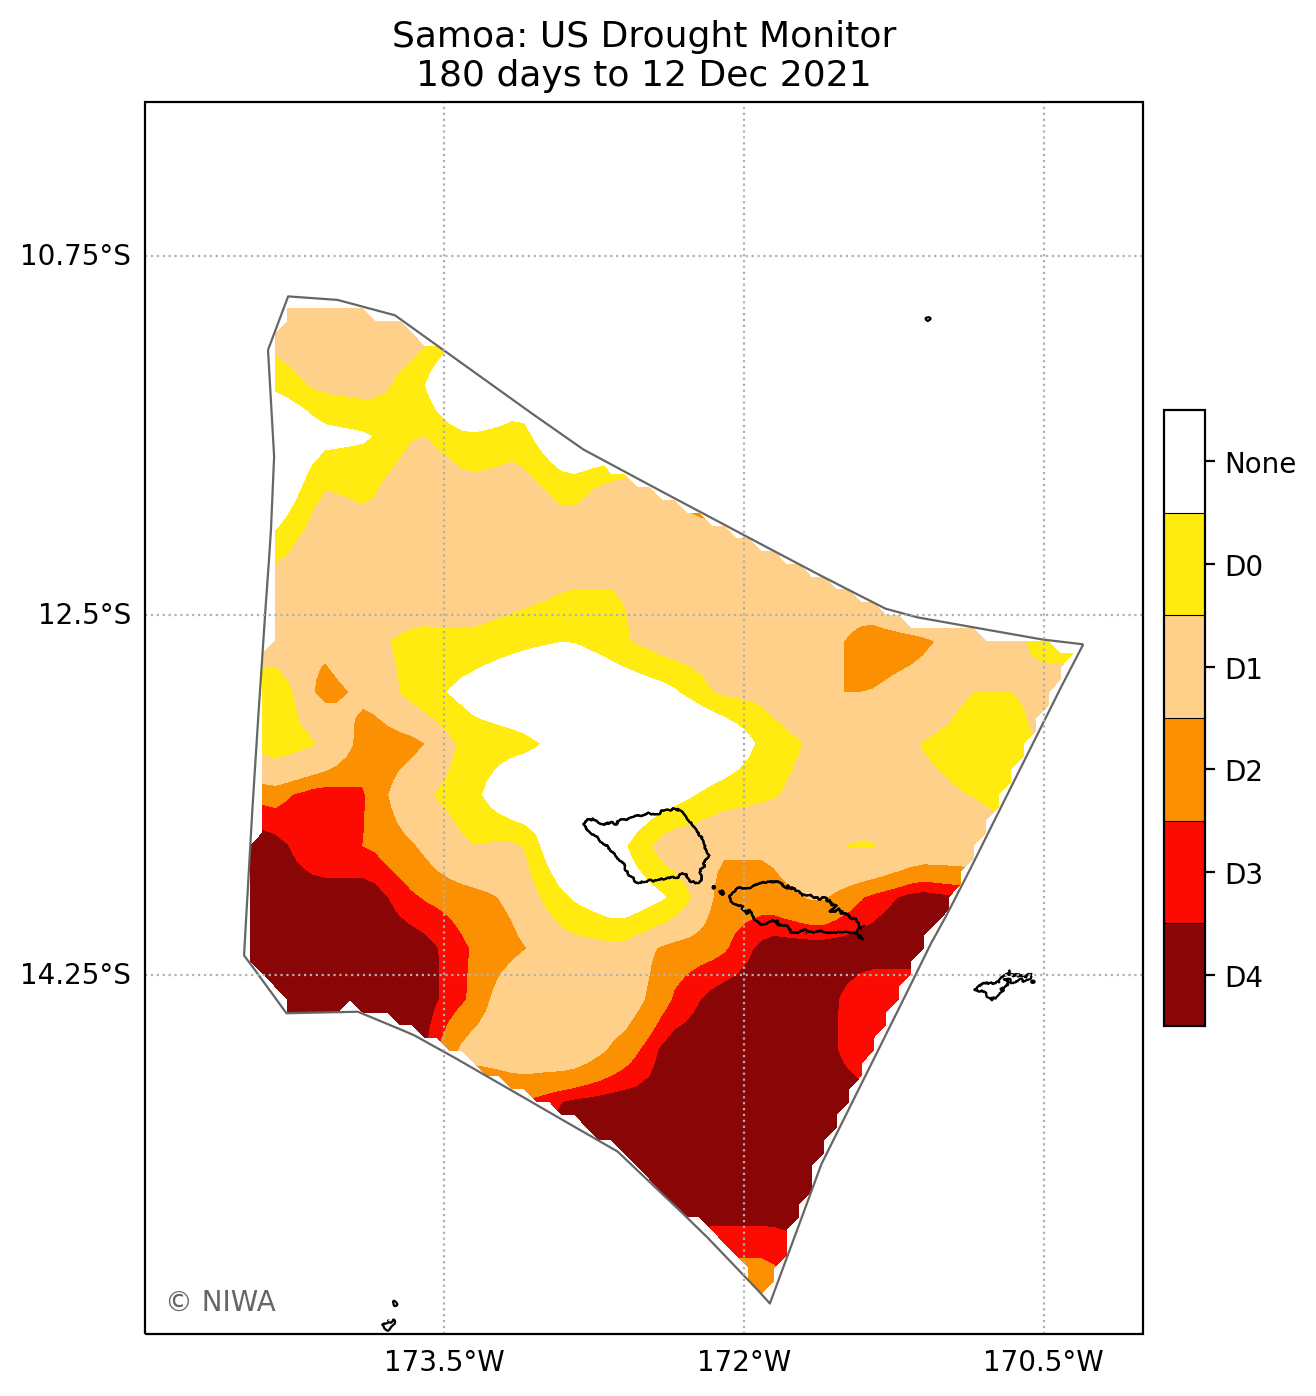 Samoa: US Drought Monitor
180 days to 12 Dec 2021
10.75°S
12.5°S
14.25°S
173.5°W
172°W
170.5°W
None
D0
D1
D2
D3
D4
© NIWA